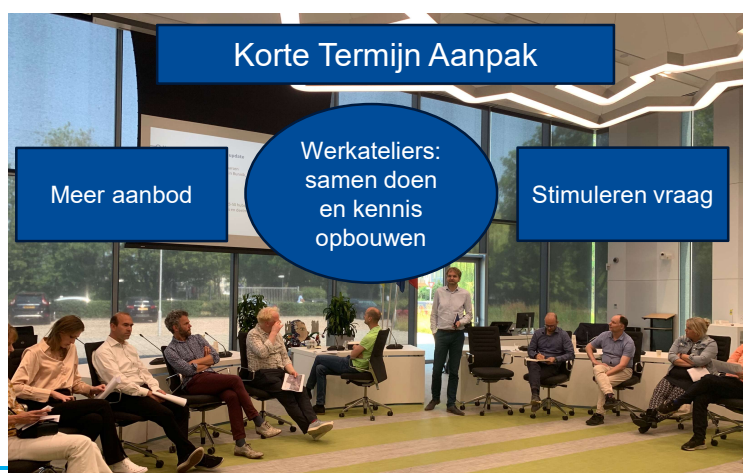 Korte Termijn Aanpak
Meer aanbod
Werkateliers:
samen doen
en kennis
opbouwen
Stimuleren vraag